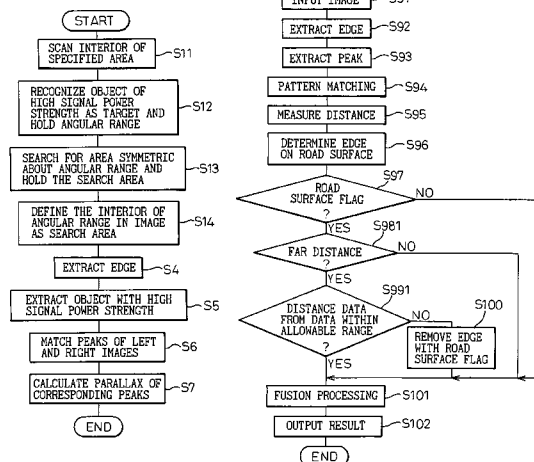 START
SCAN INTERIOR OF
SPECIFIED AREA
S11
RECOGNIZE OBJECT OF
HIGH SIGNAL POWER
STRENGTH AS TARGET AND
HOLD ANGULAR RANGE
S12
SEARCH FOR AREA SYMMETRIC
ABOUT ANGULAR RANGE AND
HOLD THE SEARCH AREA
S13
DEFINE THE INTERIOR OF
ANGULAR RANGE IN IMAGE
AS SEARCH AREA
S14
EXTRACT EDGE
S4
EXTRACT OBJECT WITH HIGH
SIGNAL POWER STRENGTH
S5
MATCH PEAKS OF LEFT
AND RIGHT IMAGES
S6
CALCULATE PARALLAX OF
CORRESPONDING PEAKS
S7
END
INPUT IMAGE
EXTRACT EDGE
S92
EXTRACT PEAK
S93
PATTERN MATCHING
S94
MEASURE DISTANCE
S95
DETERMINE EDGE
ON ROAD SURFACE
S96
S97
ROAD
SURFACE FLAG
?
NO
YES
S981
FAR DISTANCE
?
NO
YES
S991
DISTANCE DATA
FROM DATA WITHIN
ALLOWABLE RANGE
?
NO
YES
S100
REMOVE EDGE
WITH ROAD
SURFACE FLAG
FUSION PROCESSING
S101
OUTPUT RESULT
S102
END